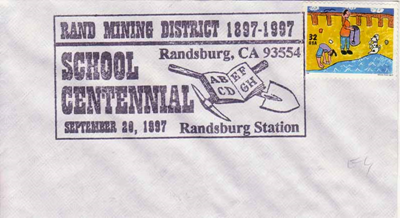 RAND MINING DISTRICT 1897-1997
Randsburg, CA 93554
SCHOOL
CENTENNIAL
AB EF
CD GH
SEPTEMBER 20, 1997
Randsburg Station
32
USA